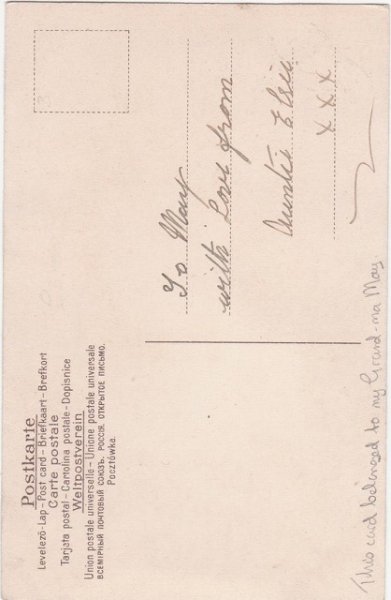 Postkarte
Levelező-Lap - Post card - Briefkaart - Brefkort
Carte postale
Tarjeta postal - Cartolina postale - Dopisnice
Weltpostverein
Union postale universelle - Unione postale universale
ВСЕМІРНЫЙ ПОЧТОВЫЙ СОЮЗЪ. РОССІЯ. ОТКРЫТОЕ ПИСЬМО.
Pocztówka.
To May
with Love from
Auntie Elsie
x x x
This card belonged to my Grand-ma May